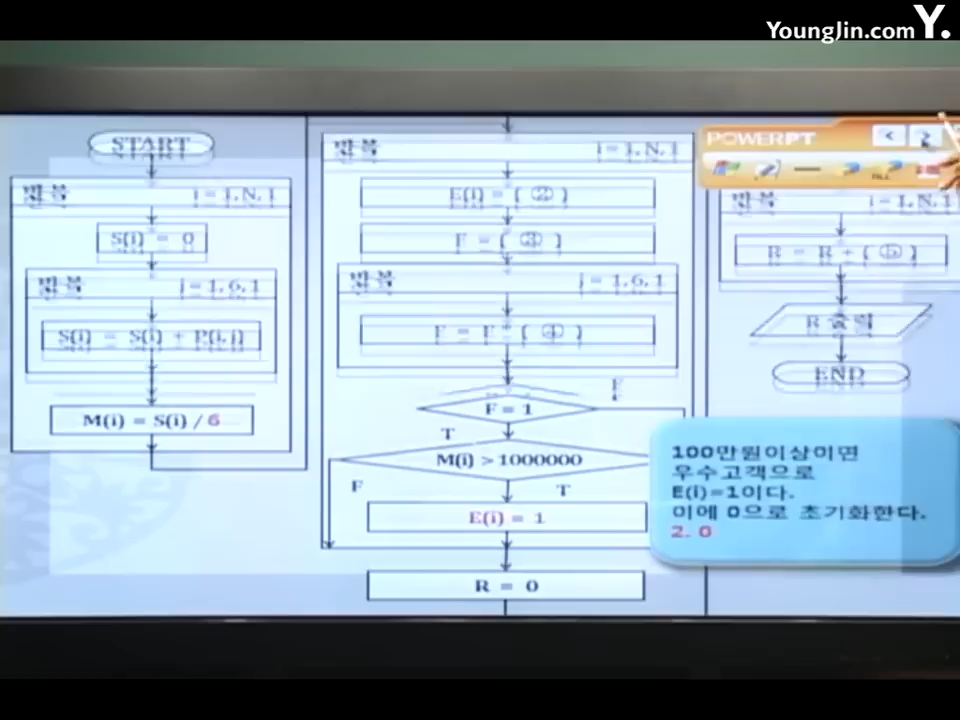 YoungJin.com Y.
POWERPT
START
반복 i = 1, N, 1
S(i) = 0
반복 j = 1, 6, 1
S(i) = S(i) + P(i, j)
M(i) = S(i) / 6
반복 i = 1, N, 1
E(i) = ( ② )
F = ( ③ )
반복 j = 1, 6, 1
F = 1
F
T
M(i) > 1000000
F
T
E(i) = 1
R = 0
반복 i = 1, N, 1
R = R + ( ⑤ )
R 출력
END
100만원이상이면
우수고객으로
E(i)=1이다.
이에 0으로 초기화한다.
2. 0